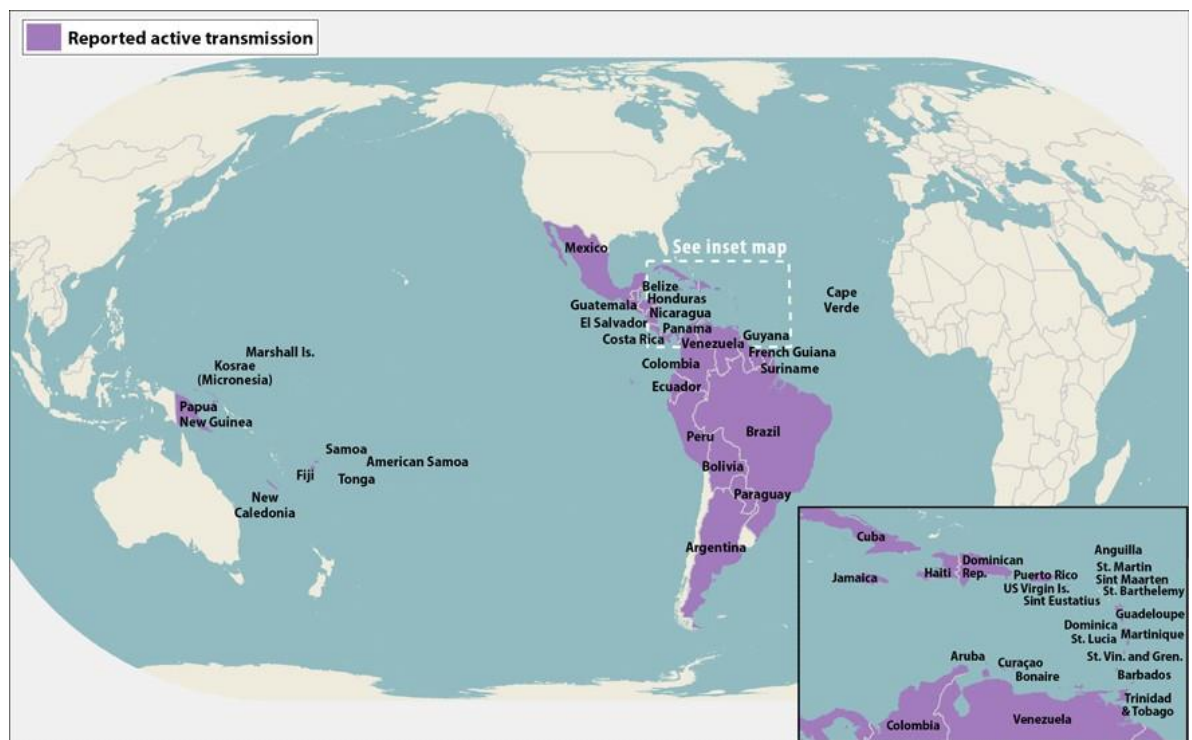 Reported active transmission
See inset map
Mexico
Belize
Honduras
Guatemala
Nicaragua
El Salvador
Panama
Costa Rica
Venezuela
Guyana
French Guiana
Suriname
Colombia
Ecuador
Peru
Brazil
Bolivia
Paraguay
Argentina
Cape
Verde
Marshall Is.
Kosrae
(Micronesia)
Papua
New Guinea
Samoa
American Samoa
Fiji
Tonga
New
Caledonia
Cuba
Jamaica
Haiti
Dominican
Rep.
Puerto Rico
US Virgin Is.
Sint Eustatius
Anguilla
St. Martin
Sint Maarten
St. Barthelemy
Guadeloupe
Dominica
Martinique
St. Lucia
St. Vin. and Gren.
Barbados
Aruba
Curaçao
Bonaire
Trinidad
& Tobago
Colombia
Venezuela